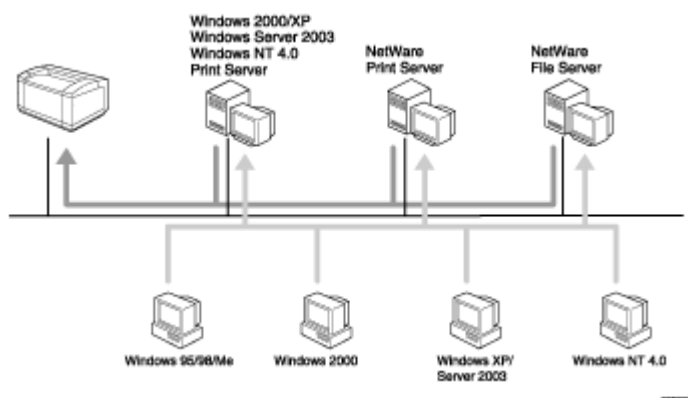 Windows 2000/XP
Windows Server 2003
Windows NT 4.0
Print Server
NetWare
Print Server
NetWare
File Server
Windows 95/98/Me
Windows 2000
Windows XP/
Server 2003
Windows NT 4.0